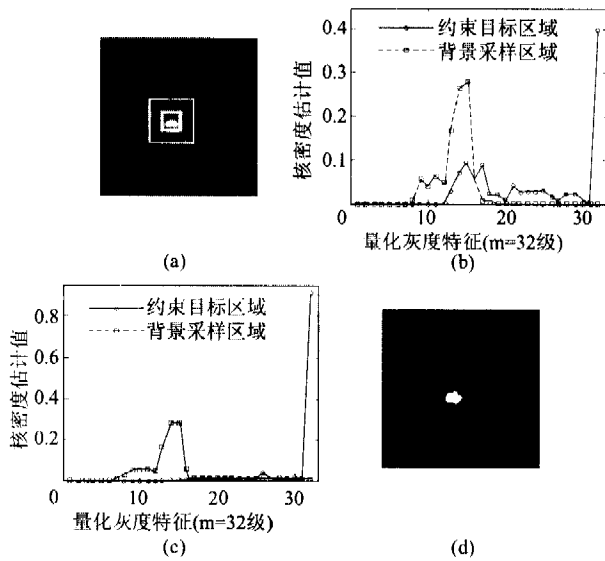 0.4
0.3
0.2
0.1
约束目标区域
背景采样区域
核密度估计值
0 10 20 30
量化灰度特征(m=32级)
(a)
(b)
0.8
0.6
0.4
0.2
约束目标区域
背景采样区域
核密度估计值
0 10 20 30
量化灰度特征(m=32级)
(c)
(d)